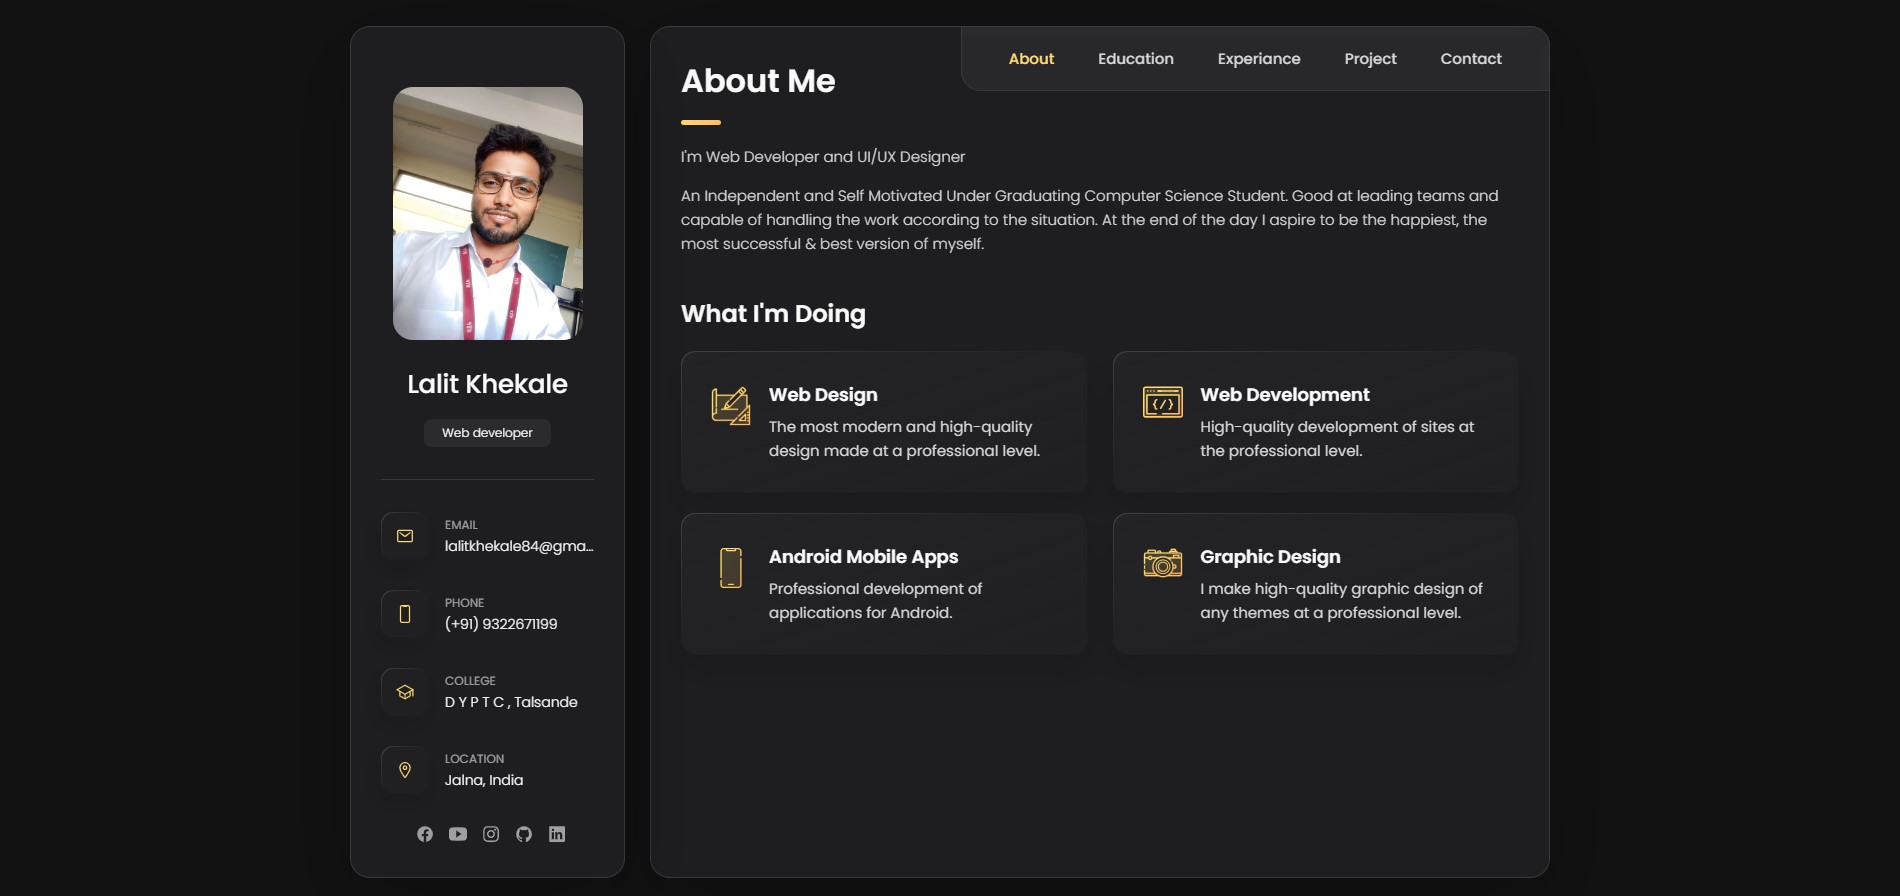 Lalit Khekale
Web developer
EMAIL
lalitkhekale84@gma...
PHONE
(+91) 9322671199
COLLEGE
D Y P T C , Talsande
LOCATION
Jalna, India
About
Education
Experiance
Project
Contact
About Me
I'm Web Developer and UI/UX Designer
An Independent and Self Motivated Under Graduating Computer Science Student. Good at leading teams and
capable of handling the work according to the situation. At the end of the day I aspire to be the happiest, the
most successful & best version of myself.
What I'm Doing
Web Design
The most modern and high-quality
design made at a professional level.
Web Development
High-quality development of sites at
the professional level.
Android Mobile Apps
Professional development of
applications for Android.
Graphic Design
I make high-quality graphic design of
any themes at a professional level.